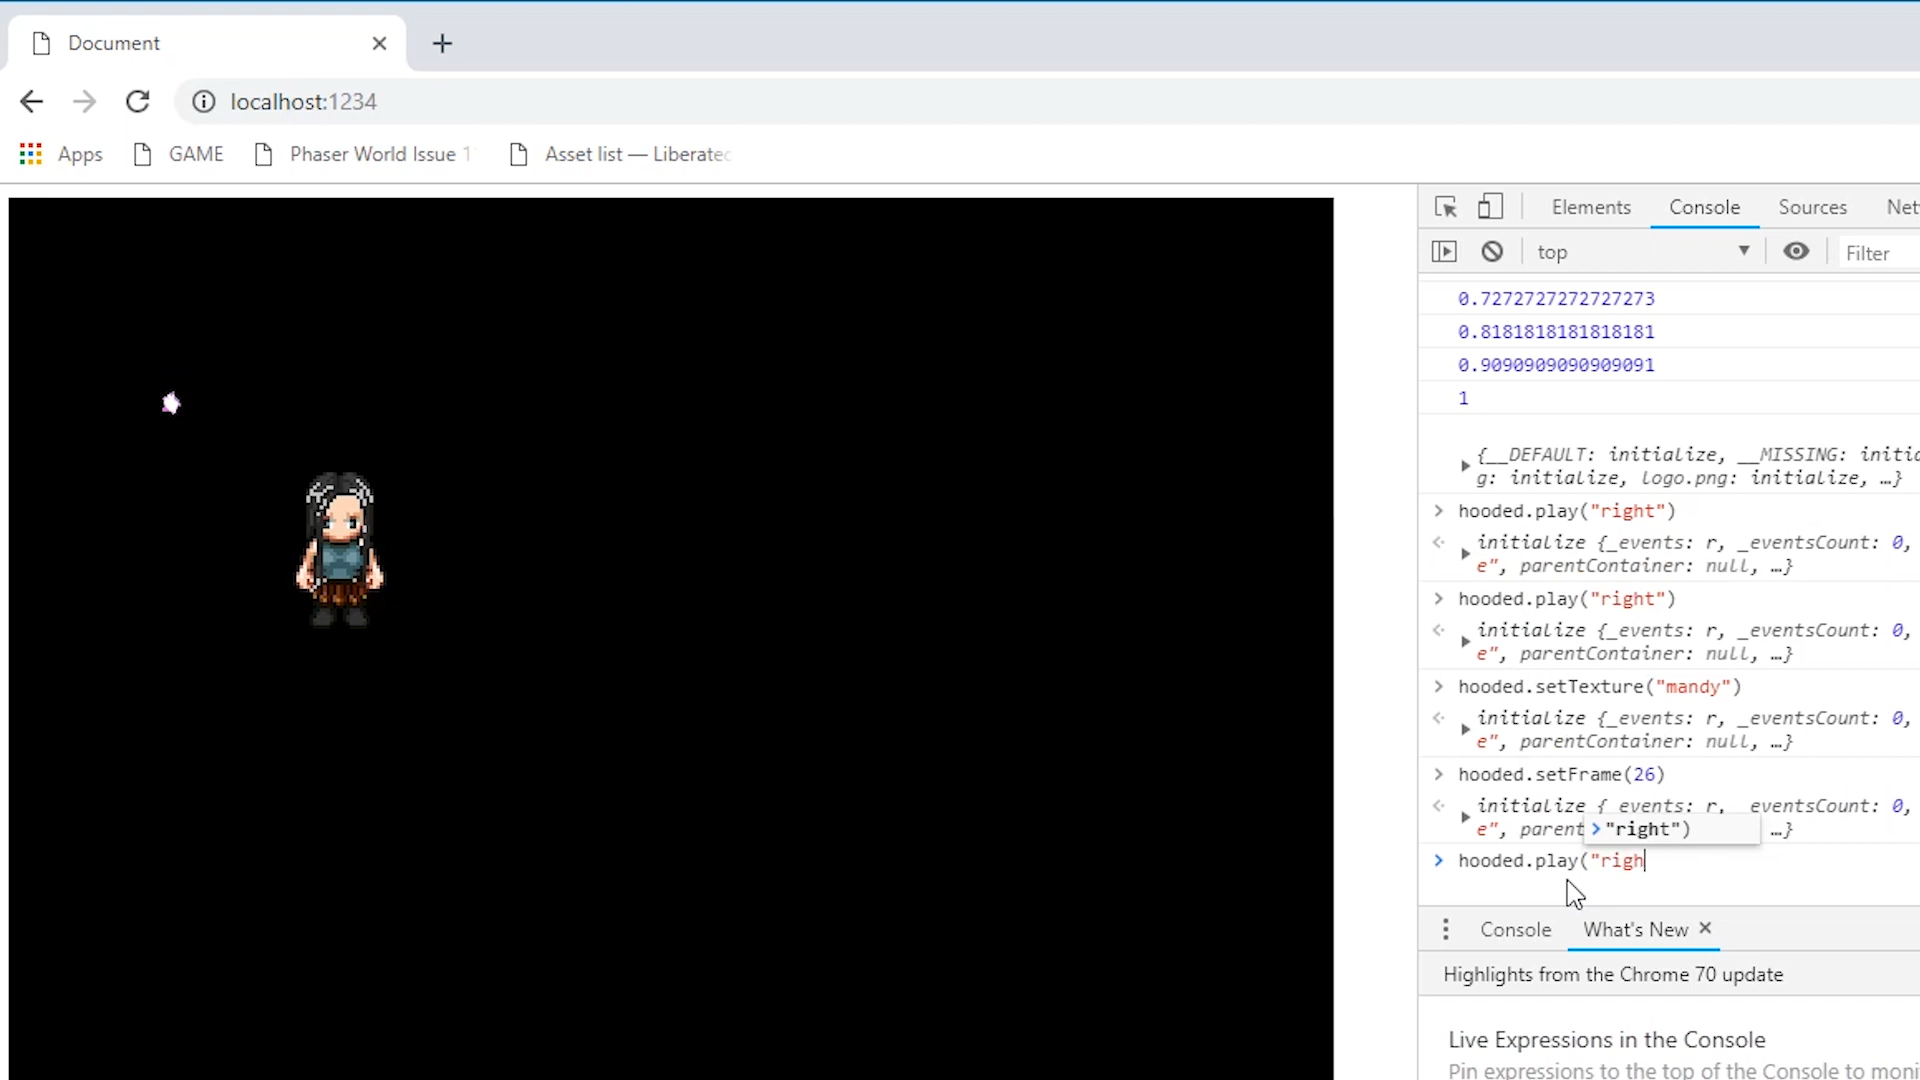 Document
localhost:1234
Apps GAME Phaser World Issue 1 Asset list — Liberated
Elements Console Sources Net
top Filter
0.7272727272727273
0.8181818181818181
0.9090909090909091
1
{__DEFAULT: initialize, __MISSING: initia
g: initialize, logo.png: initialize, …}
hooded.play("right")
initialize {_events: r, _eventsCount: 0,
e", parentContainer: null, …}
hooded.play("right")
initialize {_events: r, _eventsCount: 0,
e", parentContainer: null, …}
hooded.setTexture("mandy")
initialize {_events: r, _eventsCount: 0,
e", parentContainer: null, …}
hooded.setFrame(26)
initialize {_events: r, _eventsCount: 0,
e", parent …}
"right")
hooded.play("righ
Console What's New
Highlights from the Chrome 70 update
Live Expressions in the Console
Pin expressions to the top of the Console to moni